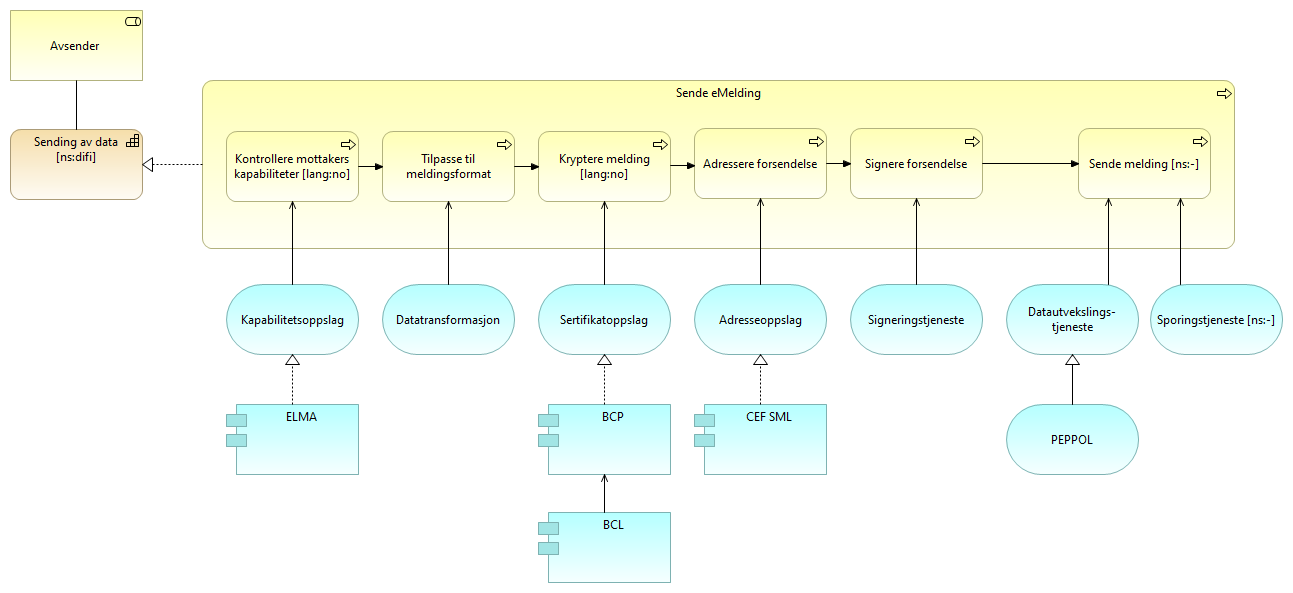 Avsender
Sending av data
[ns:difi]
Sende eMelding
Kontrollere mottakers
kapabiliteter [lang:no]
Tilpasse til
meldingsformat
Kryptere melding
[lang:no]
Adressere forsendelse
Signere forsendelse
Sende melding [ns:-]
Kapabilitetsoppslag
Datatransformasjon
Sertifikatoppslag
Adresseoppslag
Signeringstjeneste
Datautvekslings-
tjeneste
Sporingstjeneste [ns:-]
ELMA
BCP
CEF SML
PEPPOL
BCL